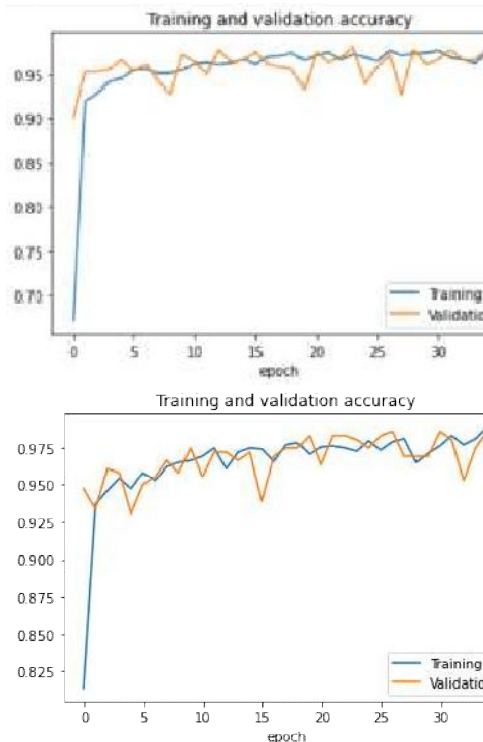 Training and validation accuracy
0.95
0.90
0.85
0.80
0.75
0.70
Training
Validatio
0 5 10 15 20 25 30
epoch
Training and validation accuracy
0.975
0.950
0.925
0.900
0.875
0.850
0.825
Training
Validatio
0 5 10 15 20 25 30
epoch